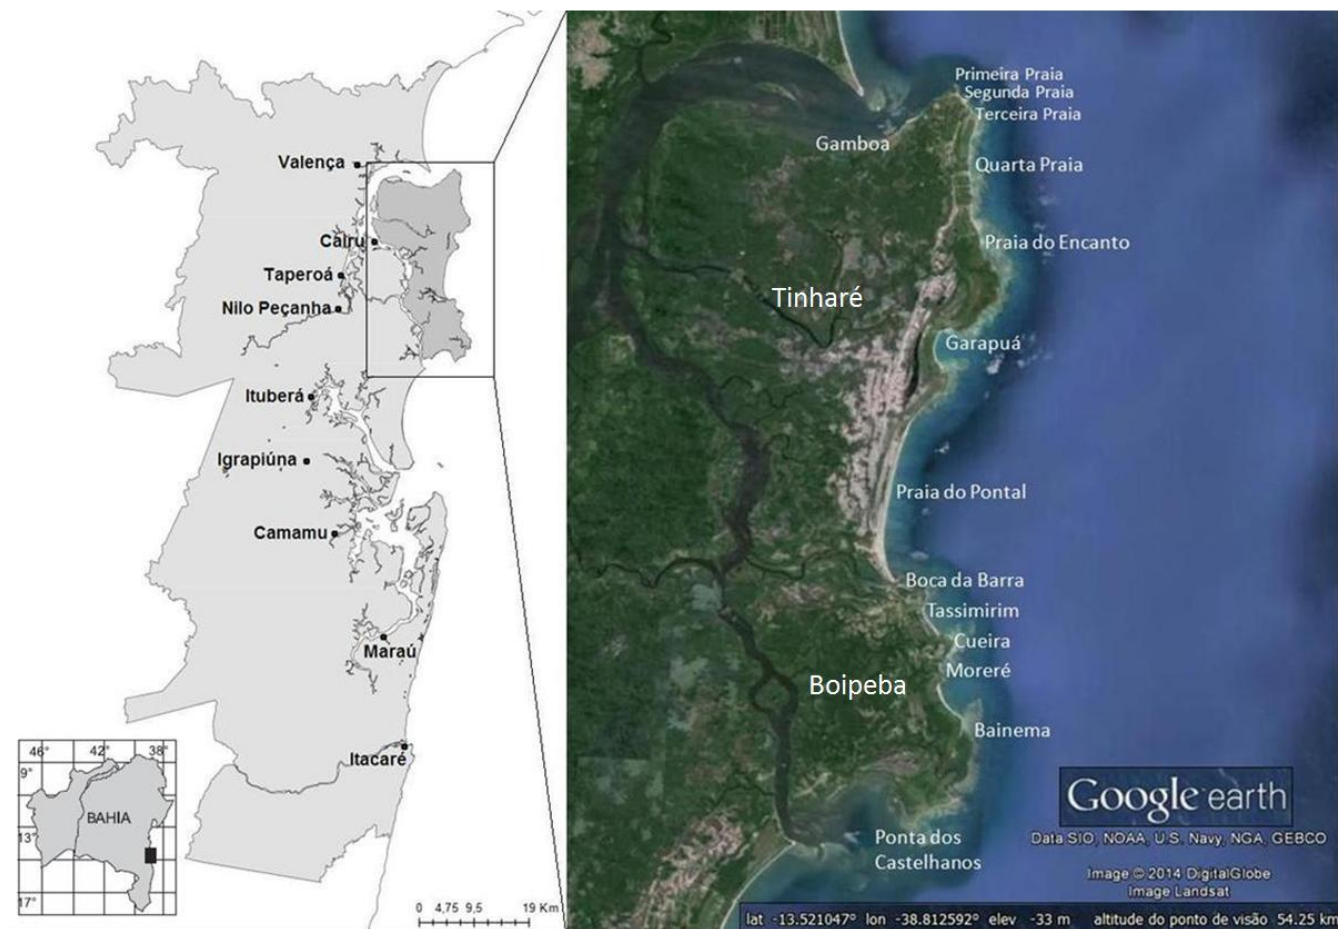 Valença
Cairu
Taperoá
Nilo Peçanha
Ituberá
Igrapiúna
Camamu
Maraú
Itacaré
46° 42° 38°
9°
13°
17°
BAHIA
0 4,75 9,5 19 Km
Primeira Praia
Segunda Praia
Terceira Praia
Gamboa
Quarta Praia
Praia do Encanto
Tinharé
Garapuá
Praia do Pontal
Boca da Barra
Tassimirim
Cueira
Moreré
Boipeba
Bainema
Ponta dos
Castelhanos
Google earth
Data SIO, NOAA, U.S. Navy, NGA, GEBCO
Image © 2014 DigitalGlobe
Image Landsat
lat -13.521047° lon -38.812592° elev -33 m altitude do ponto de visão 54.25 km